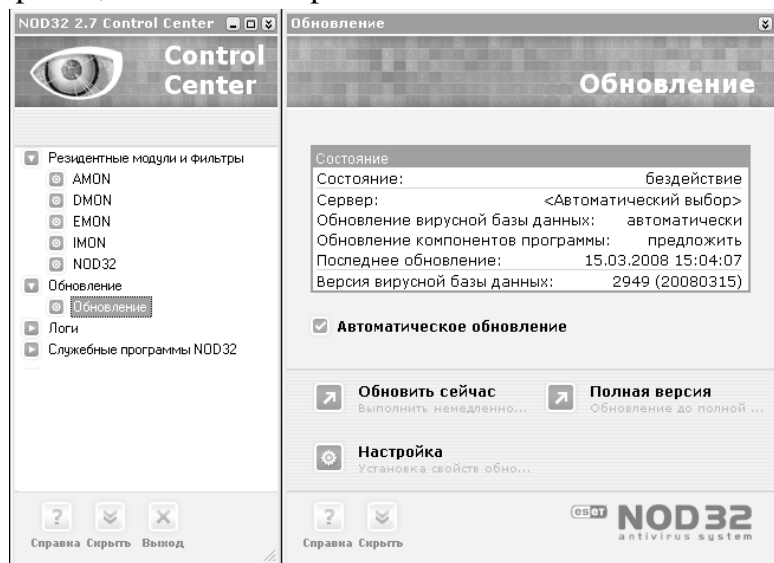 NOD32 2.7 Control Center
Control
Center
Резидентные модули и фильтры
AMON
DMON
EMON
IMON
NOD32
Обновление
Обновление
Логи
Служебные программы NOD32
Справка Скрыть Выход
Обновление
Обновление
Состояние
Состояние: бездействие
Сервер: <Автоматический выбор>
Обновление вирусной базы данных: автоматически
Обновление компонентов программы: предложить
Последнее обновление: 15.03.2008 15:04:07
Версия вирусной базы данных: 2949 (20080315)
Автоматическое обновление
Обновить сейчас
Выполнить немедленно...
Полная версия
Обновление до полной ...
Настройка
Установка свойств обно...
Справка Скрыть
eset NOD32
antivirus system